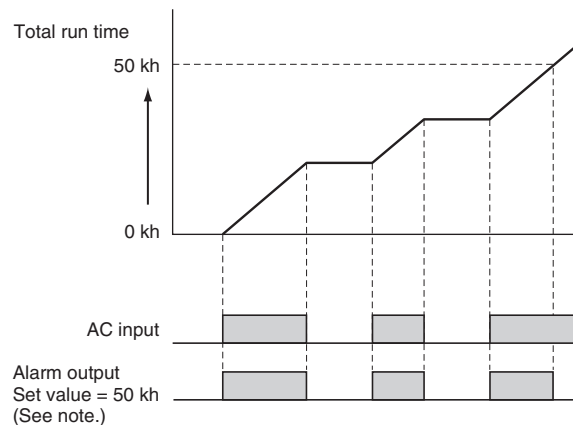 Total run time
50 kh
0 kh
AC input
Alarm output
Set value = 50 kh
(See note.)